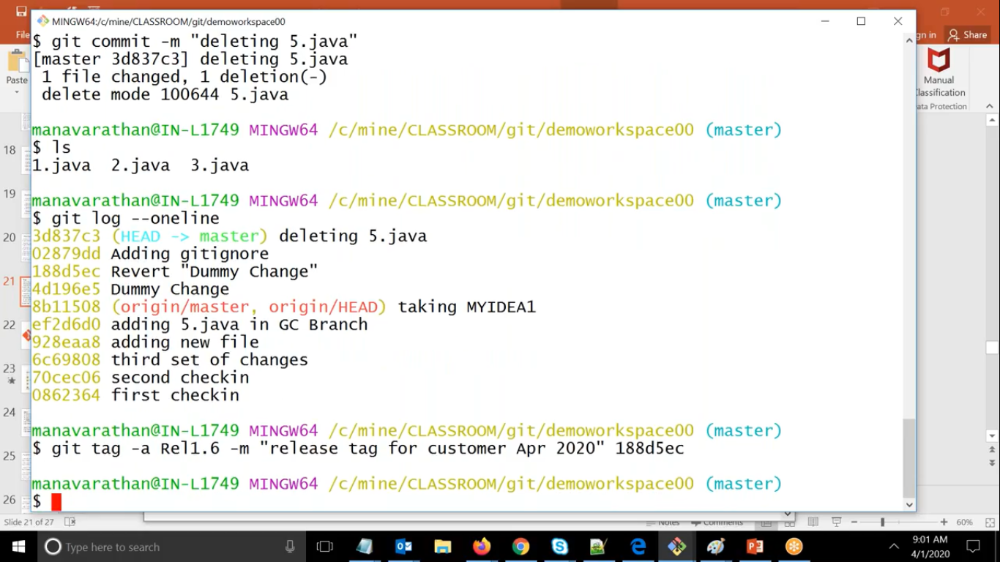 MINGW64:/c/mine/CLASSROOM/git/demoworkspace00
File
gn in
Share
Paste
Manual
Classification
ata Protection
$ git commit -m "deleting 5.java"
[master 3d837c3] deleting 5.java
1 file changed, 1 deletion(-)
delete mode 100644 5.java
manavarathan@IN-L1749 MINGW64 /c/mine/CLASSROOM/git/demoworkspace00 (master)
$ ls
1.java 2.java 3.java
manavarathan@IN-L1749 MINGW64 /c/mine/CLASSROOM/git/demoworkspace00 (master)
$ git log --oneline
3d837c3 (HEAD -> master) deleting 5.java
02879dd Adding gitignore
188d5ec Revert "Dummy Change"
4d196e5 Dummy Change
8b11508 (origin/master, origin/HEAD) taking MYIDEA1
ef2d6d0 adding 5.java in GC Branch
928eaa8 adding new file
6c69808 third set of changes
70cec06 second checkin
0862364 first checkin
manavarathan@IN-L1749 MINGW64 /c/mine/CLASSROOM/git/demoworkspace00 (master)
$ git tag -a Rel1.6 -m "release tag for customer Apr 2020" 188d5ec
manavarathan@IN-L1749 MINGW64 /c/mine/CLASSROOM/git/demoworkspace00 (master)
$
18
19
20
21
22
23
24
25
26
Slide 21 of 27
Notes
Comments
60%
Type here to search
9:01 AM
4/1/2020